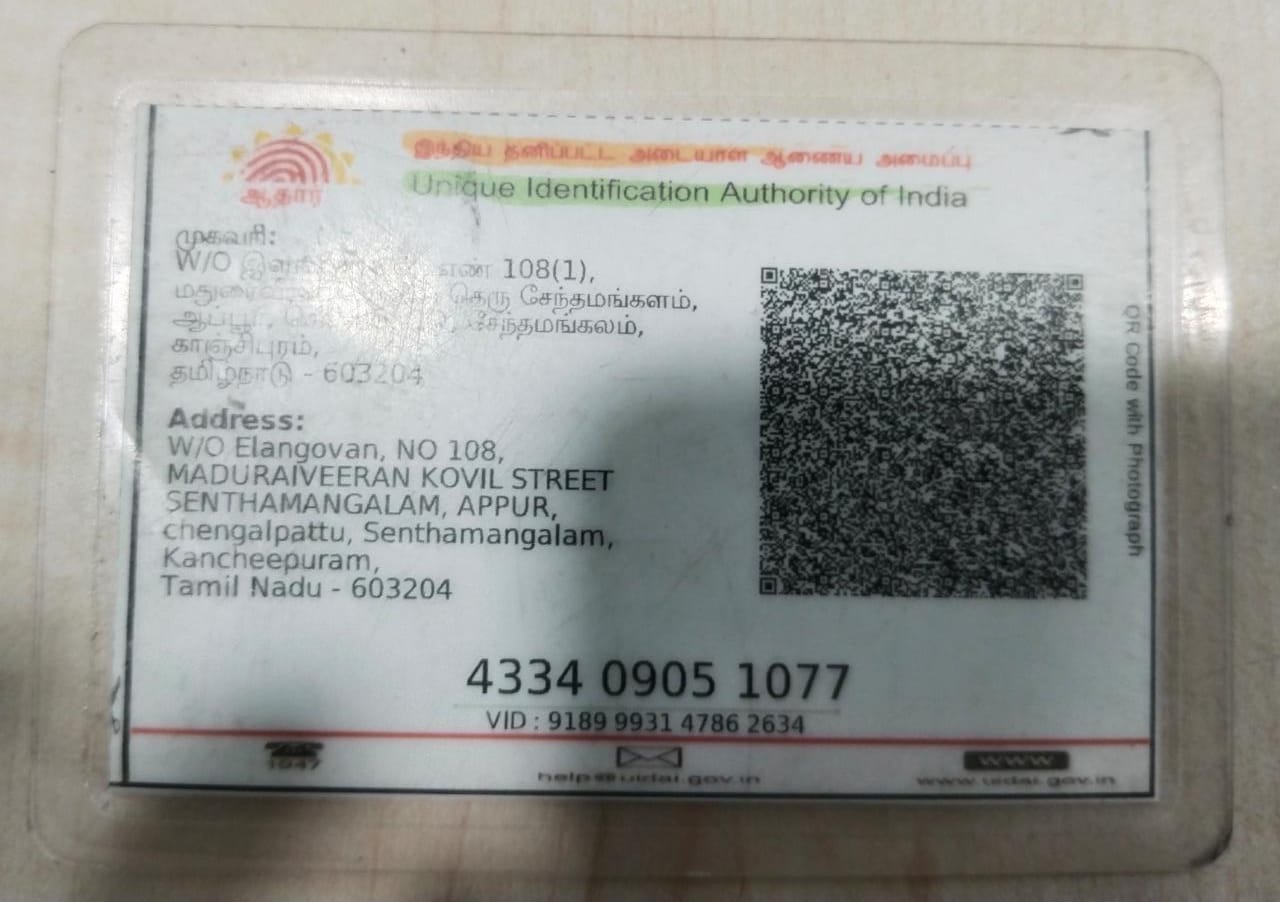 ஆதார்
இந்திய தனிப்பட்ட அடையாள ஆணைய அமைப்பு
Unique Identification Authority of India
முகவரி:
W/O எண் 108(1),
தெரு சேந்தமங்களம்,
ஆப்பூர், சேந்தமங்கலம்,
காஞ்சிபுரம்,
தமிழ்நாடு - 603204
Address:
W/O Elangovan, NO 108,
MADURAIVEERAN KOVIL STREET
SENTHAMANGALAM, APPUR,
chengalpattu, Senthamangalam,
Kancheepuram,
Tamil Nadu - 603204
QR Code with Photograph
4334 0905 1077
VID : 9189 9931 4786 2634
1947
help@uidai.gov.in
WWW
www.uidai.gov.in